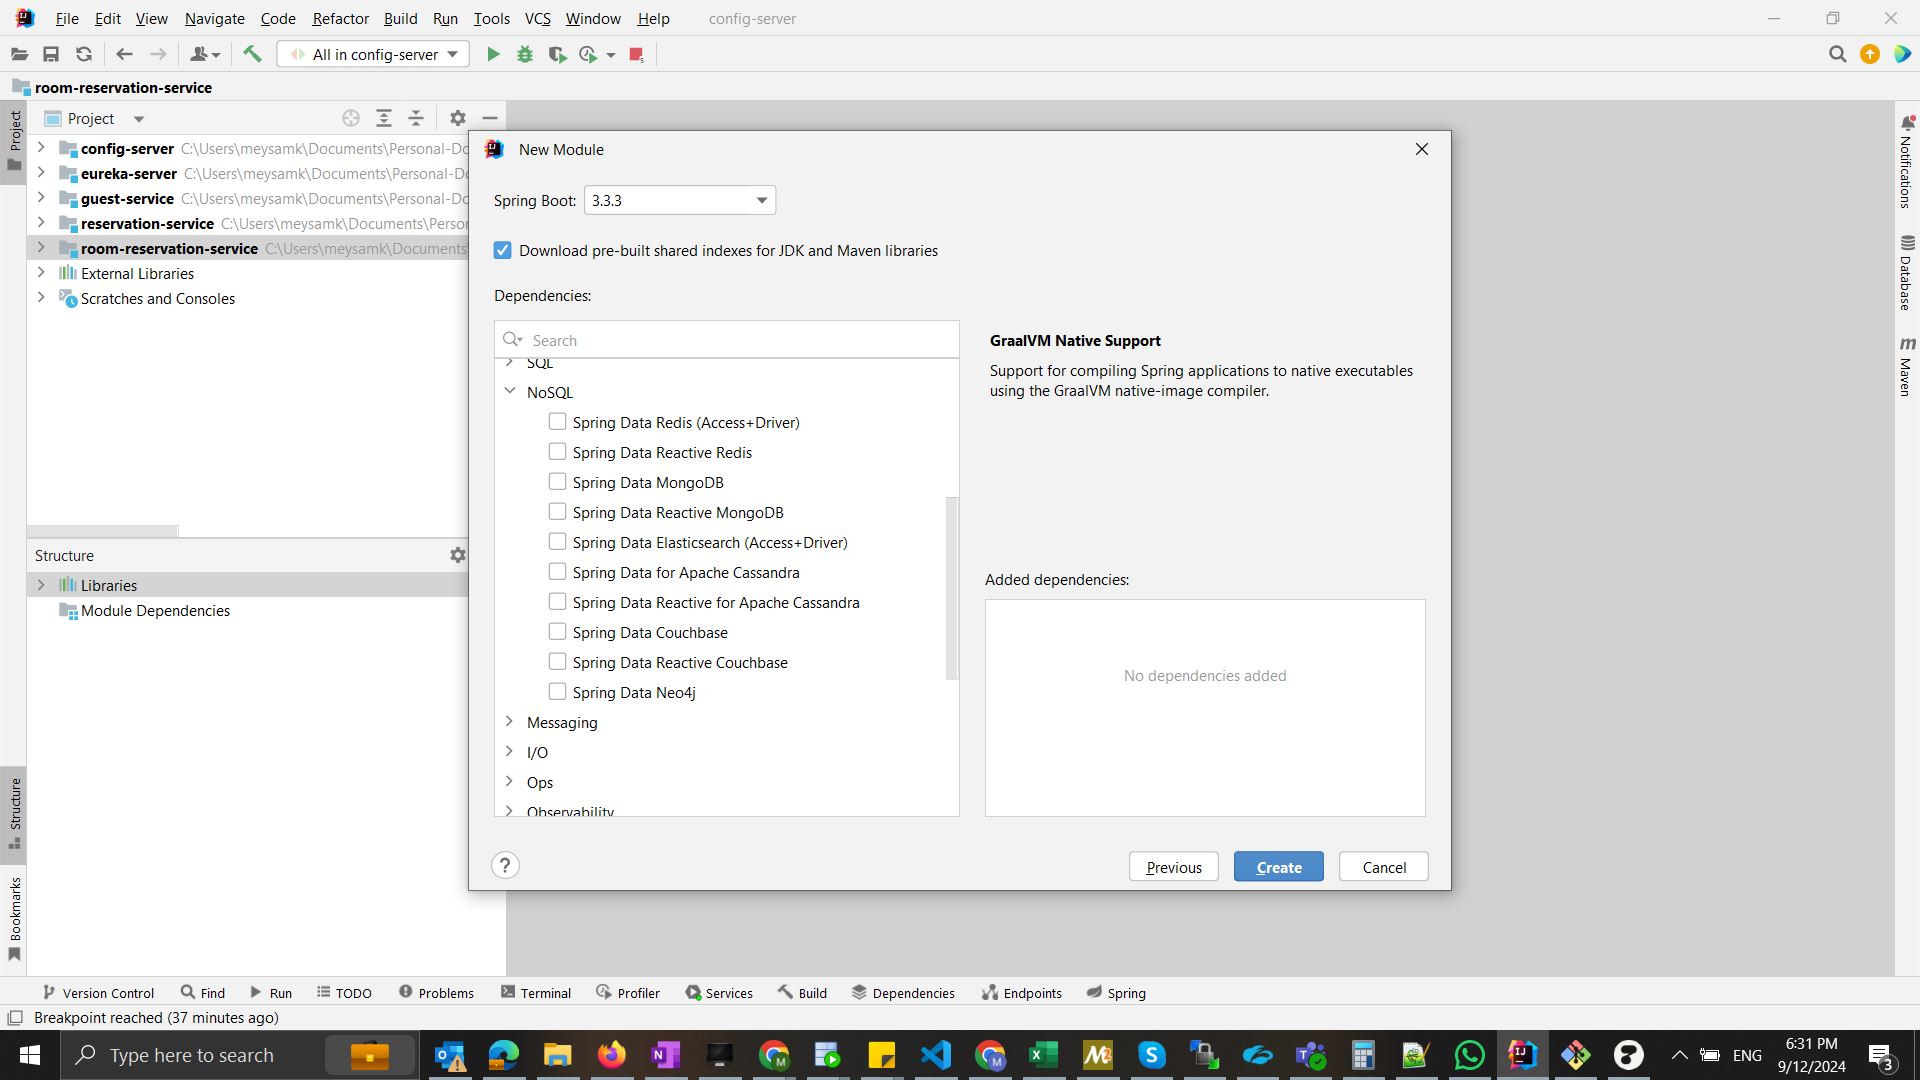 File Edit View Navigate Code Refactor Build Run Tools VCS Window Help config-server
All in config-server
room-reservation-service
Project
Project
config-server C:\Users\meysamk\Documents\Personal-Do
eureka-server C:\Users\meysamk\Documents\Personal-Do
guest-service C:\Users\meysamk\Documents\Personal-Do
reservation-service C:\Users\meysamk\Documents\Perso
room-reservation-service C:\Users\meysamk\Documents
External Libraries
Scratches and Consoles
Structure
Libraries
Module Dependencies
Structure
Bookmarks
New Module
Spring Boot: 3.3.3
Download pre-built shared indexes for JDK and Maven libraries
Dependencies:
Search
SQL
NoSQL
Spring Data Redis (Access+Driver)
Spring Data Reactive Redis
Spring Data MongoDB
Spring Data Reactive MongoDB
Spring Data Elasticsearch (Access+Driver)
Spring Data for Apache Cassandra
Spring Data Reactive for Apache Cassandra
Spring Data Couchbase
Spring Data Reactive Couchbase
Spring Data Neo4j
Messaging
I/O
Ops
Observability
GraalVM Native Support
Support for compiling Spring applications to native executables
using the GraalVM native-image compiler.
Added dependencies:
No dependencies added
?
Previous
Create
Cancel
Notifications
Database
m
Maven
Version Control Find Run TODO Problems Terminal Profiler Services Build Dependencies Endpoints Spring
Breakpoint reached (37 minutes ago)
Type here to search
ENG
6:31 PM
9/12/2024
3